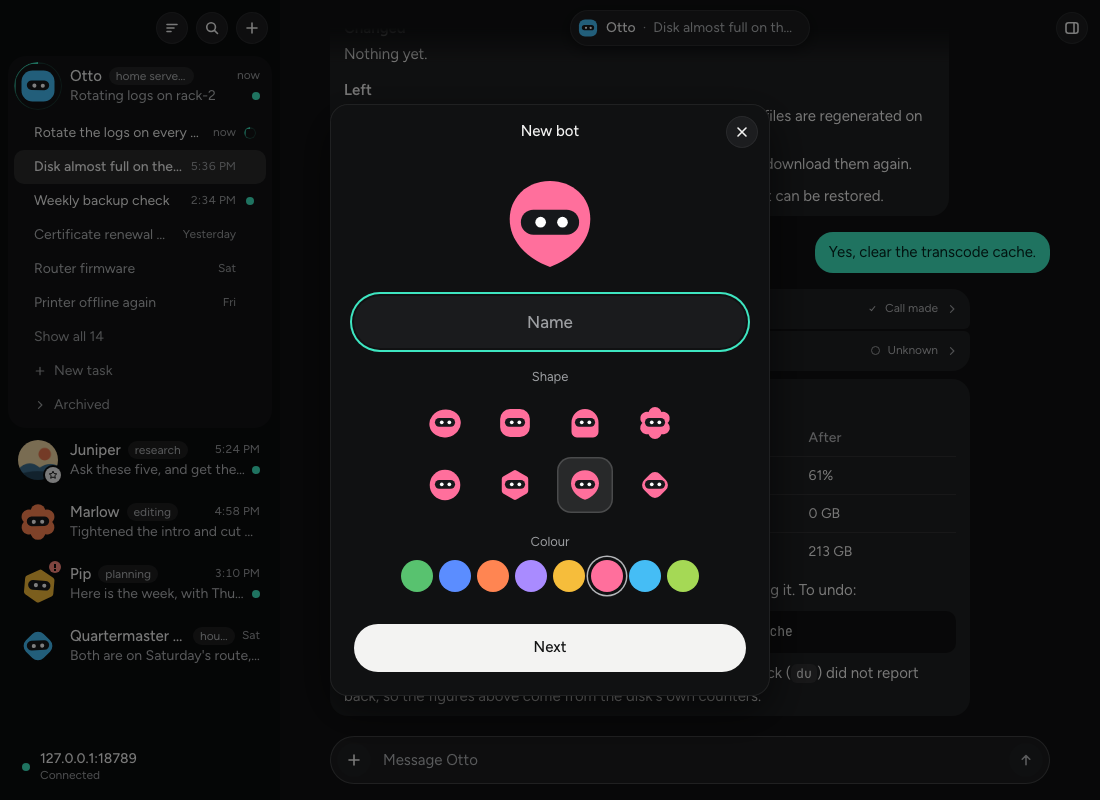 Otto · Disk almost full on th...
Otto home serve... now
Rotating logs on rack-2
Rotate the logs on every ... now
Disk almost full on the... 5:36 PM
Weekly backup check 2:34 PM
Certificate renewal ... Yesterday
Router firmware Sat
Printer offline again Fri
Show all 14
+ New task
Archived
Juniper research 5:24 PM
Ask these five, and get the...
Marlow editing 4:58 PM
Tightened the intro and cut ...
Pip planning 3:10 PM
Here is the week, with Thu...
Quartermaster ... hou... Sat
Both are on Saturday's route,...
127.0.0.1:18789
Connected
Changed
Nothing yet.
Left
files are regenerated on
download them again.
can be restored.
Yes, clear the transcode cache.
✓ Call made
Unknown
After
61%
0 GB
213 GB
g it. To undo:
che
ck ( du ) did not report
back, so the figures above come from the disk's own counters.
New bot
Name
Shape
Colour
Next
Message Otto